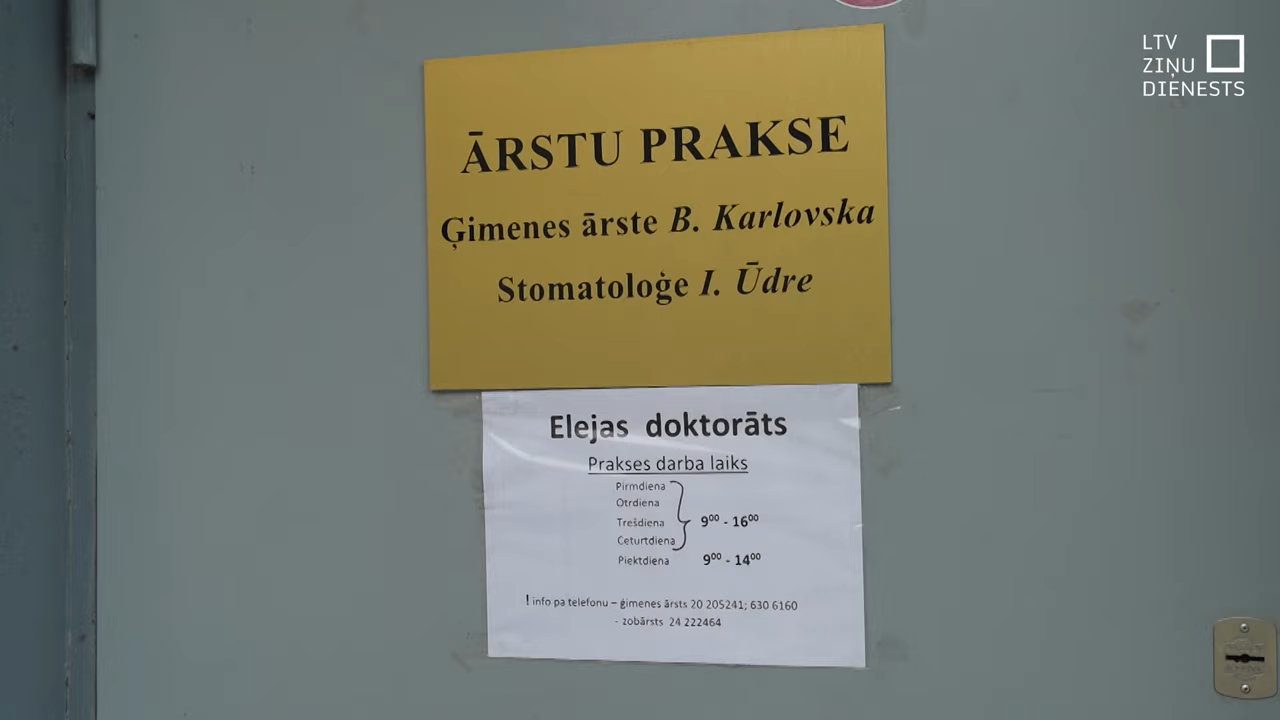 LTV
ZIŅU
DIENESTS
ĀRSTU PRAKSE
Ģimenes ārste B. Karlovska
Stomatoloģe I. Ūdre
Elejas doktorāts
Prakses darba laiks
Pirmdiena
Otrdiena
Trešdiena 9⁰⁰ - 16⁰⁰
Ceturtdiena
Piektdiena 9⁰⁰ - 14⁰⁰
! info pa telefonu – ģimenes ārsts 20 205241; 630 6160
- zobārsts 24 222464